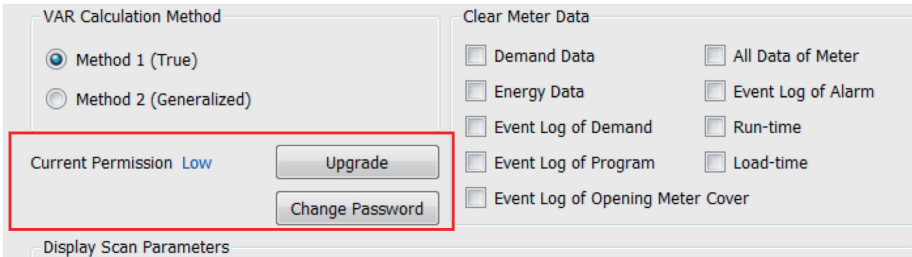 VAR Calculation Method
Method 1 (True)
Method 2 (Generalized)
Current Permission Low
Upgrade
Change Password
Clear Meter Data
Demand Data
All Data of Meter
Energy Data
Event Log of Alarm
Event Log of Demand
Run-time
Event Log of Program
Load-time
Event Log of Opening Meter Cover
Display Scan Parameters